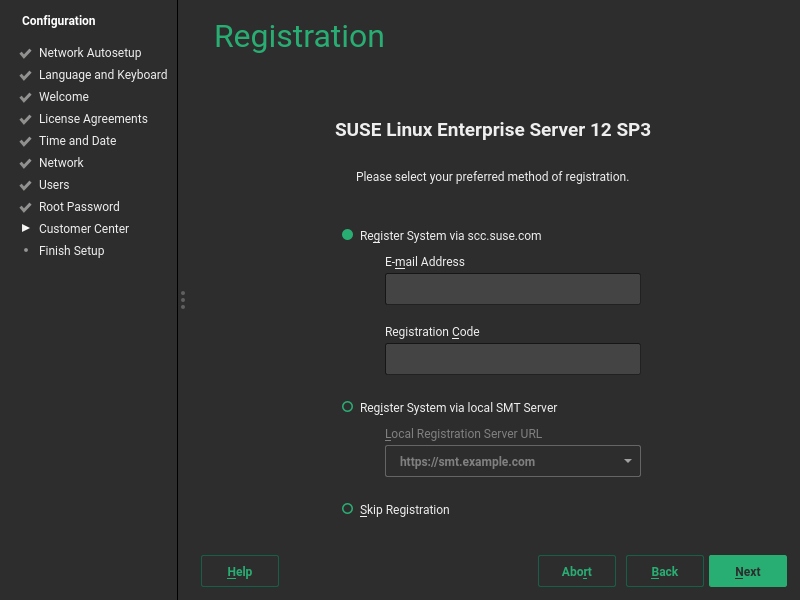 Configuration
Network Autosetup
Language and Keyboard
Welcome
License Agreements
Time and Date
Network
Users
Root Password
Customer Center
Finish Setup
Registration
SUSE Linux Enterprise Server 12 SP3
Please select your preferred method of registration.
Register System via scc.suse.com
E-mail Address
Registration Code
Register System via local SMT Server
Local Registration Server URL
https://smt.example.com
Skip Registration
Help
Abort
Back
Next